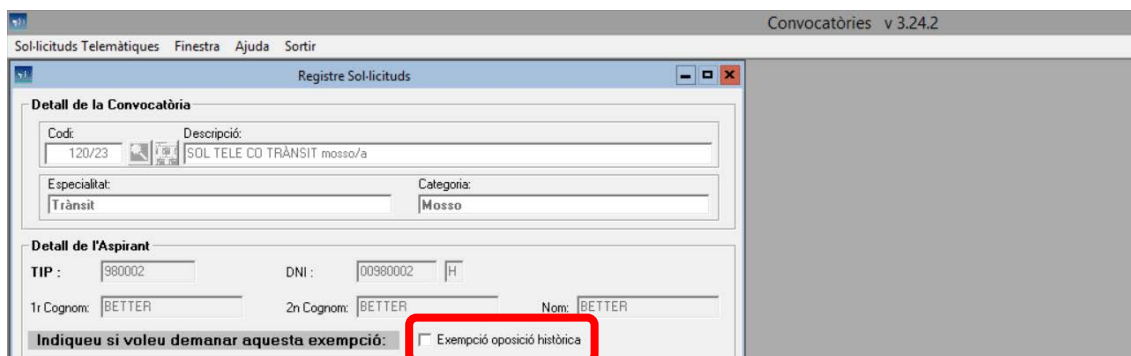 Convocatòries v 3.24.2
Sol·licituds Telemàtiques Finestra Ajuda Sortir
Registre Sol·licituds
Detall de la Convocatòria
Codi: Descripció:
120/23 SOL TELE CO TRÀNSIT mosso/a
Especialitat: Categoria:
Trànsit Mosso
Detall de l'Aspirant
TIP : 980002 DNI : 00980002 H
1r Cognom: BETTER 2n Cognom: BETTER Nom: BETTER
Indiqueu si voleu demanar aquesta exempció: Exempció oposició històrica